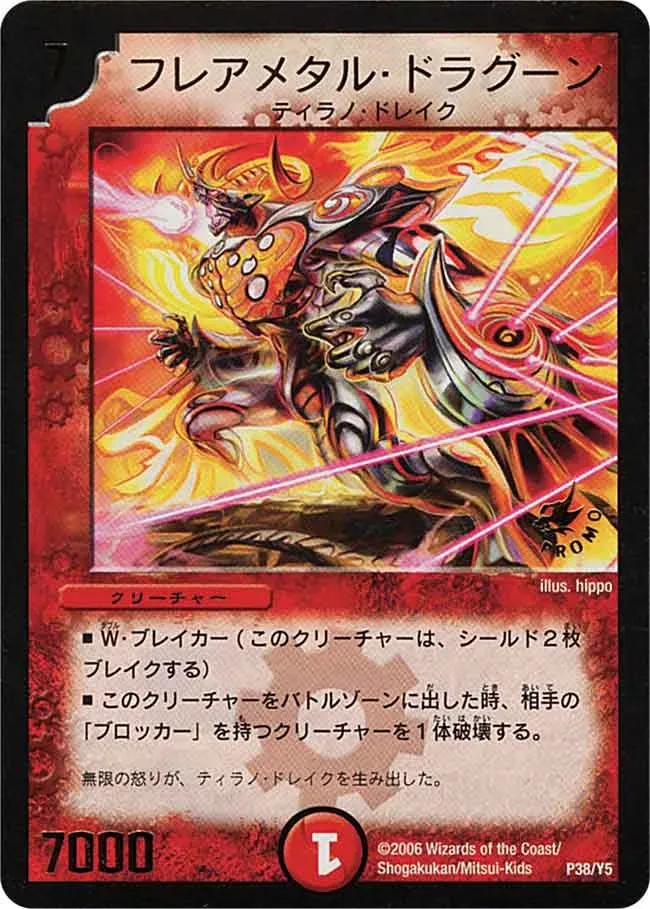 7
フレアメタル・ドラグーン
ティラノ・ドレイク
PROMO
illus. hippo
クリーチャー
■ W・ブレイカー ( このクリーチャーは、シールド2枚
ブレイクする)
■ このクリーチャーをバトルゾーンに出した時、相手の
「ブロッカー」を持つクリーチャーを1体破壊する。
無限の怒りが、ティラノ・ドレイクを生み出した。
7000
1
©2006 Wizards of the Coast/
Shogakukan/Mitsui-Kids
P38/Y5